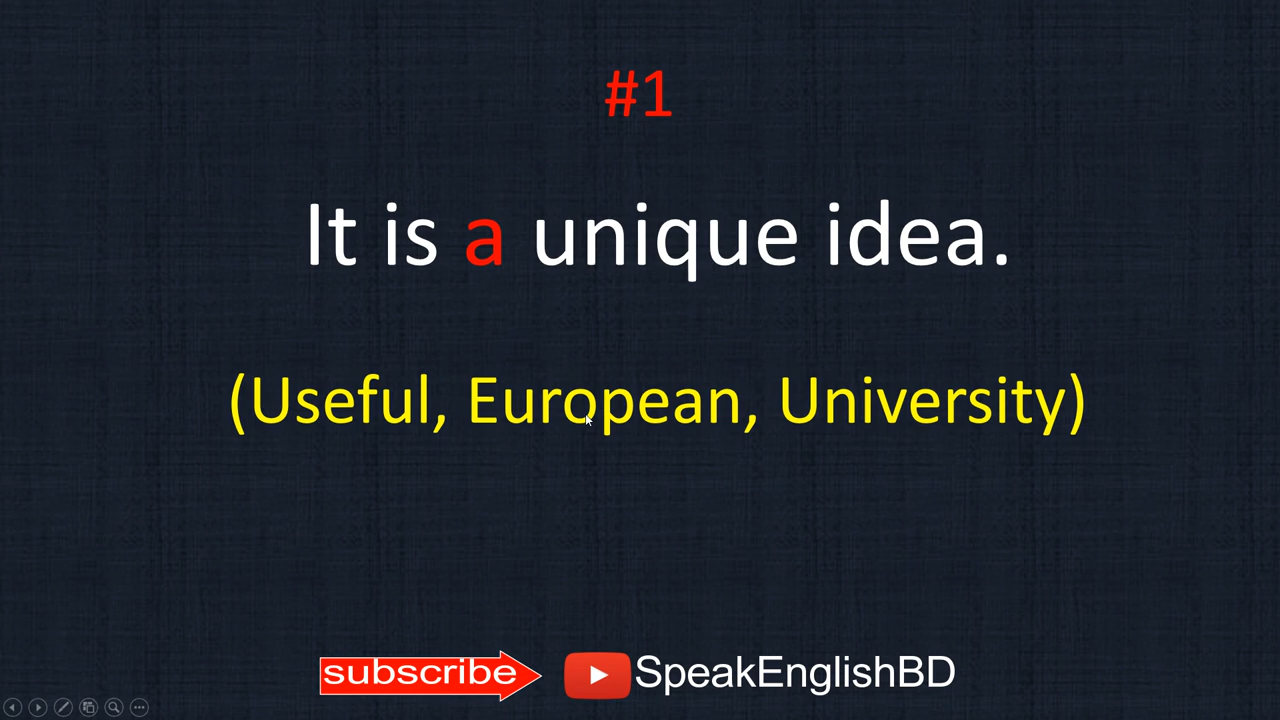 #1
It is a unique idea.
(Useful, European, University)
subscribe SpeakEnglishBD